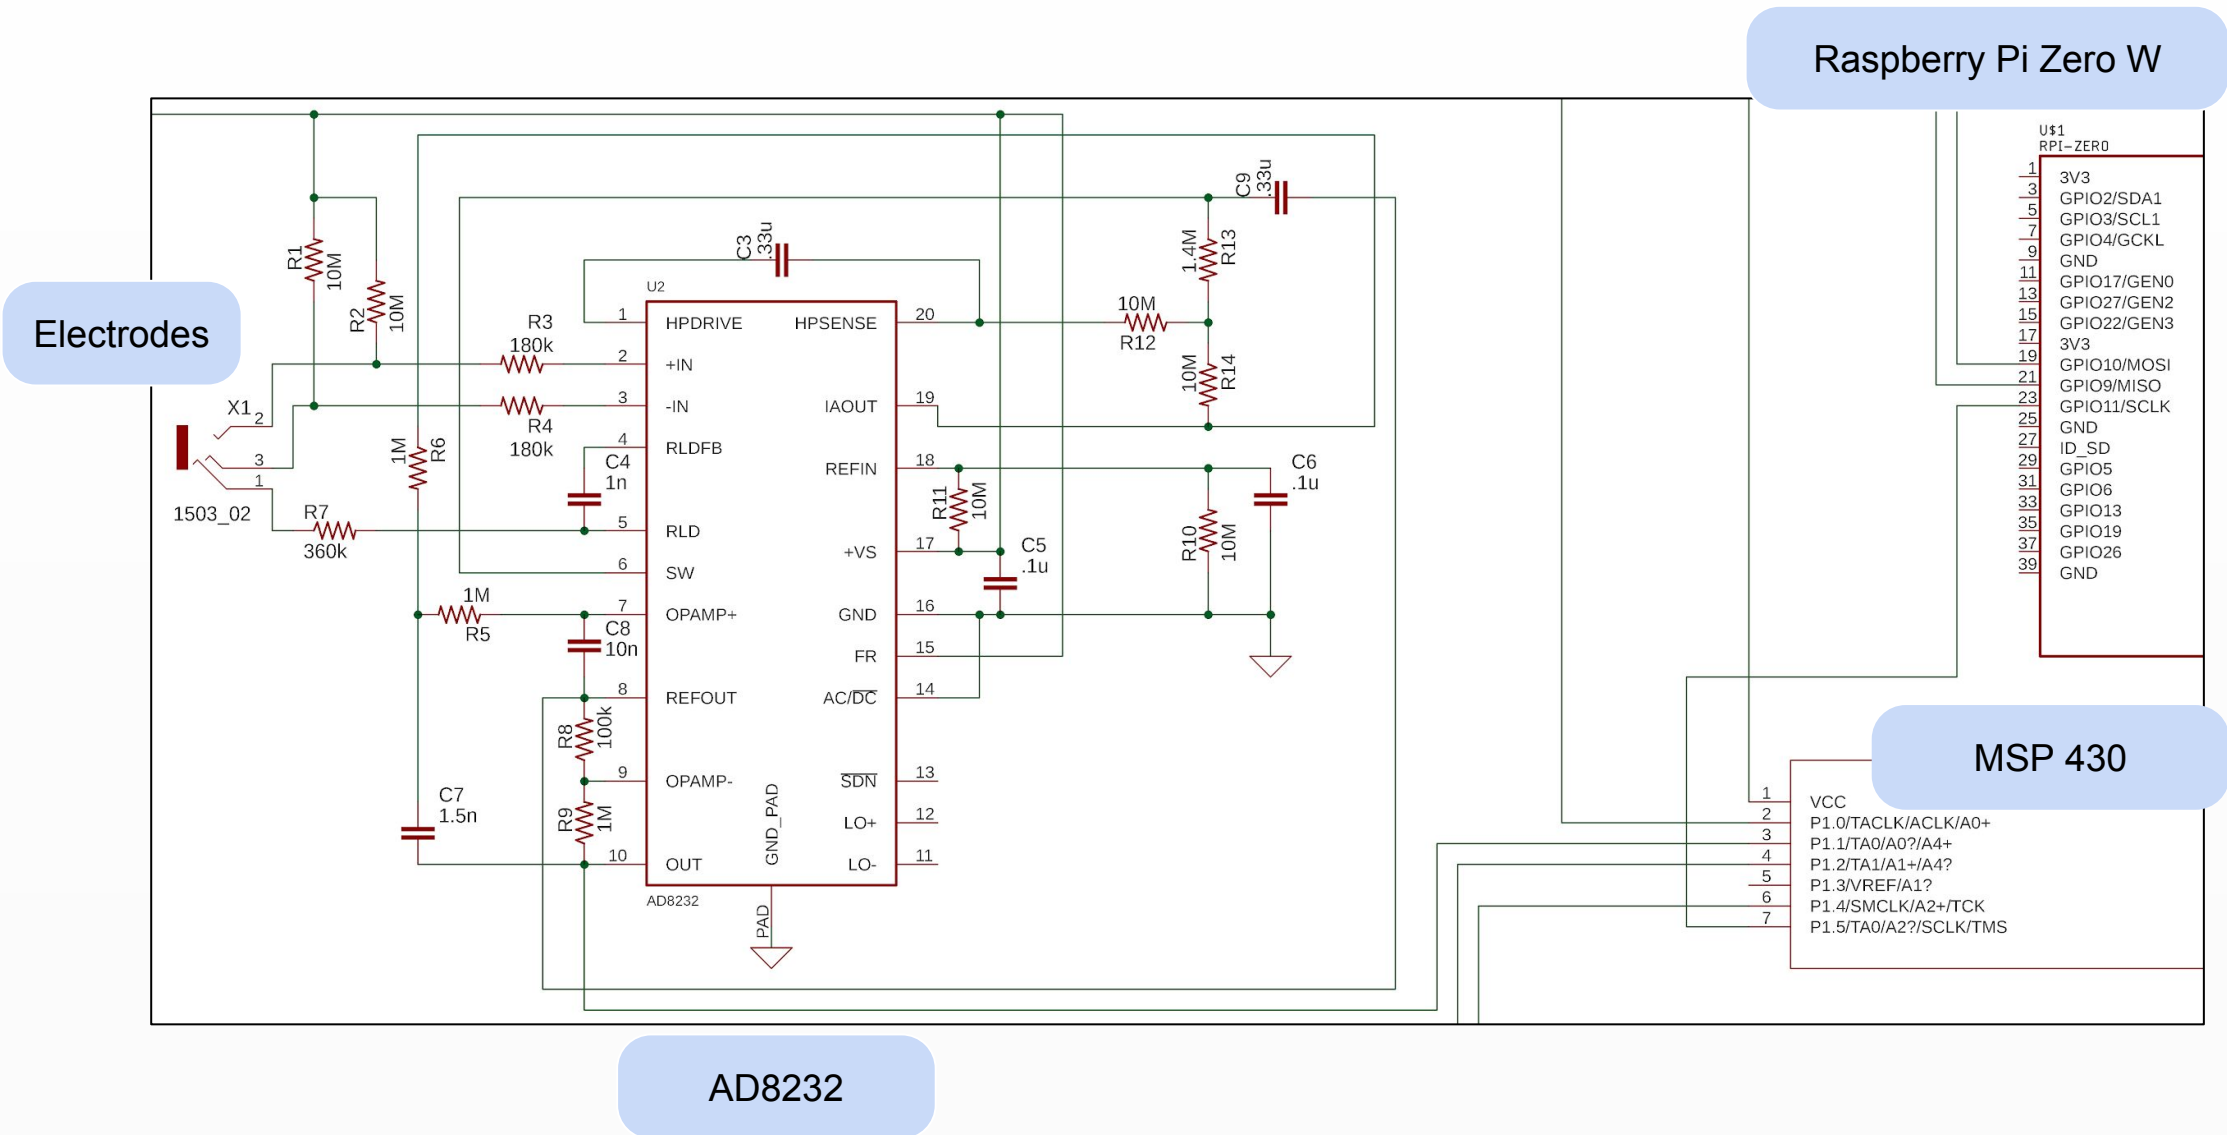 Raspberry Pi Zero W
Electrodes
AD8232
MSP 430
R1
10M
R2
10M
X1
2
3
1
1503_02
R7
360k
R3
180k
R4
180k
1M
R6
C4
1n
1M
R5
C8
10n
R8
100k
R9
1M
C7
1.5n
C3
.33u
U2
1 HPDRIVE
2 +IN
3 -IN
4 RLDFB
5 RLD
6 SW
7 OPAMP+
8 REFOUT
9 OPAMP-
10 OUT
HPSENSE 20
IAOUT 19
REFIN 18
+VS 17
GND 16
FR 15
AC/DC 14
SDN 13
LO+ 12
LO- 11
GND_PAD
PAD
AD8232
C9
.33u
1.4M
R13
10M
R12
10M
R14
R11
10M
C5
.1u
R10
10M
C6
.1u
U$1
RPI-ZERO
1 3V3
3 GPIO2/SDA1
5 GPIO3/SCL1
7 GPIO4/GCKL
9 GND
11 GPIO17/GEN0
13 GPIO27/GEN2
15 GPIO22/GEN3
17 3V3
19 GPIO10/MOSI
21 GPIO9/MISO
23 GPIO11/SCLK
25 GND
27 ID_SD
29 GPIO5
31 GPIO6
33 GPIO13
35 GPIO19
37 GPIO26
39 GND
1 VCC
2 P1.0/TACLK/ACLK/A0+
3 P1.1/TA0/A0?/A4+
4 P1.2/TA1/A1+/A4?
5 P1.3/VREF/A1?
6 P1.4/SMCLK/A2+/TCK
7 P1.5/TA0/A2?/SCLK/TMS